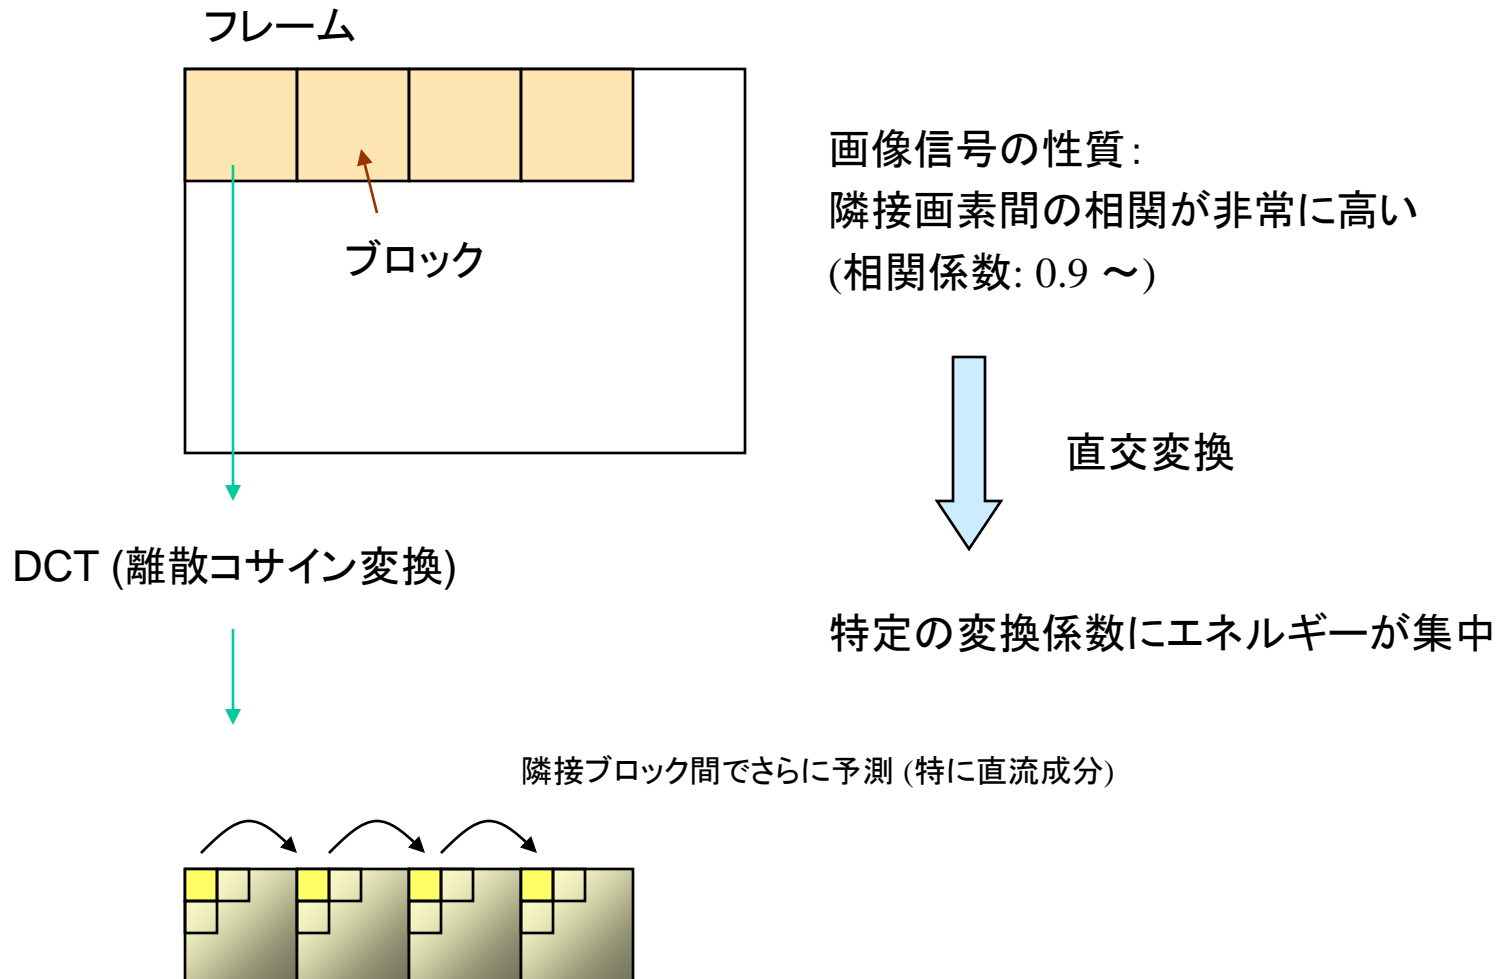 フレーム
ブロック
画像信号の性質:
隣接画素間の相関が非常に高い
(相関係数: 0.9 ～)
直交変換
DCT (離散コサイン変換)
特定の変換係数にエネルギーが集中
隣接ブロック間でさらに予測 (特に直流成分)